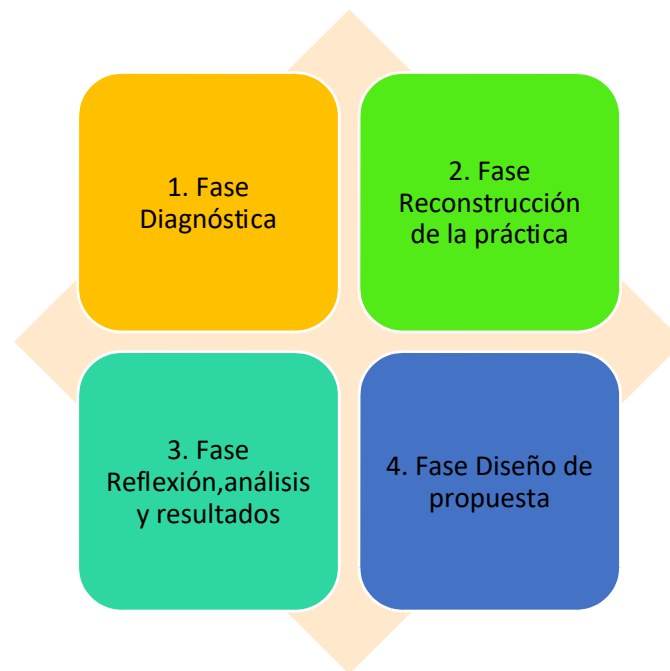 1. Fase
Diagnóstica
2. Fase
Reconstrucción
de la práctica
3. Fase
Reflexión,análisis
y resultados
4. Fase Diseño de
propuesta